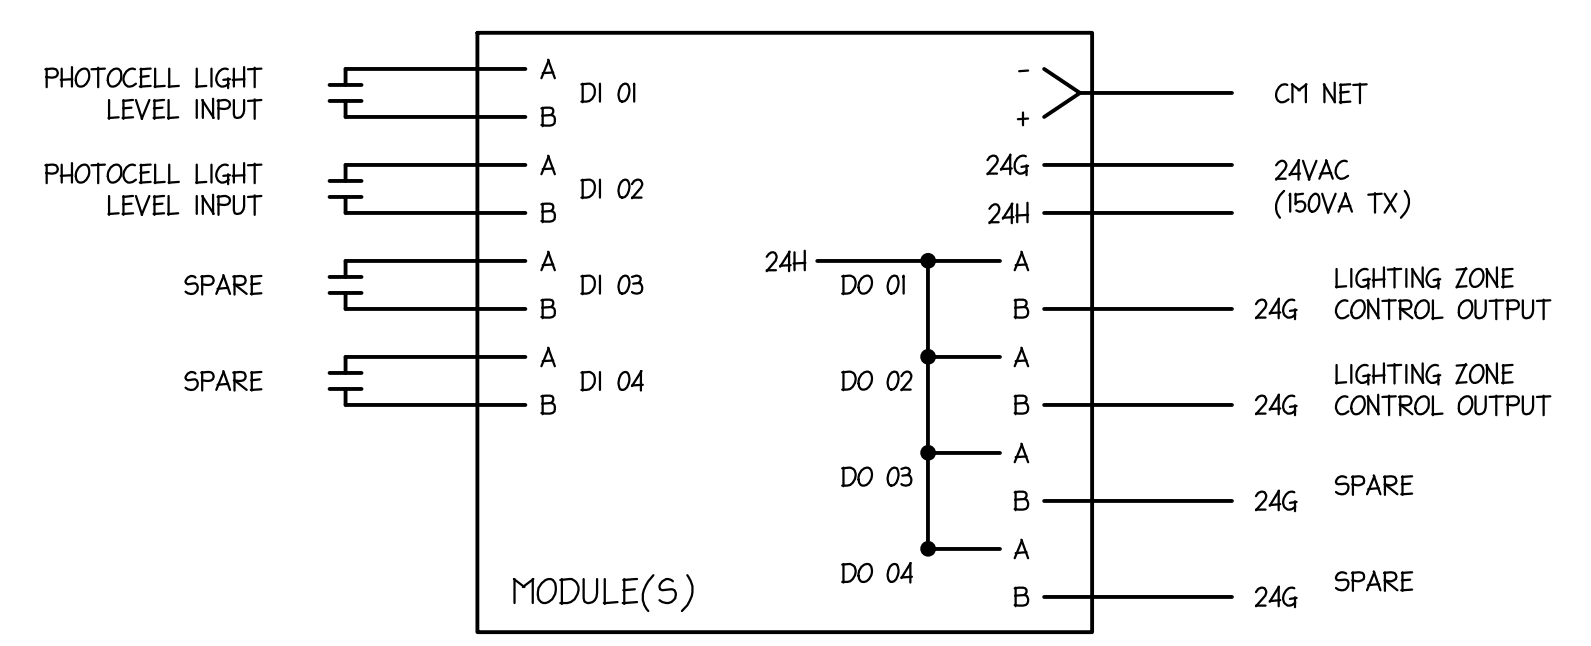 PHOTOCELL LIGHT
LEVEL INPUT
A
DI 01
B
PHOTOCELL LIGHT
LEVEL INPUT
A
DI 02
B
SPARE
A
DI 03
B
SPARE
A
DI 04
B
MODULE(S)
-
+
CM NET
24G
24H
24VAC
(150VA TX)
24H
DO 01
A
B
24G
LIGHTING ZONE
CONTROL OUTPUT
DO 02
A
B
24G
LIGHTING ZONE
CONTROL OUTPUT
DO 03
A
B
24G
SPARE
DO 04
A
B
24G
SPARE